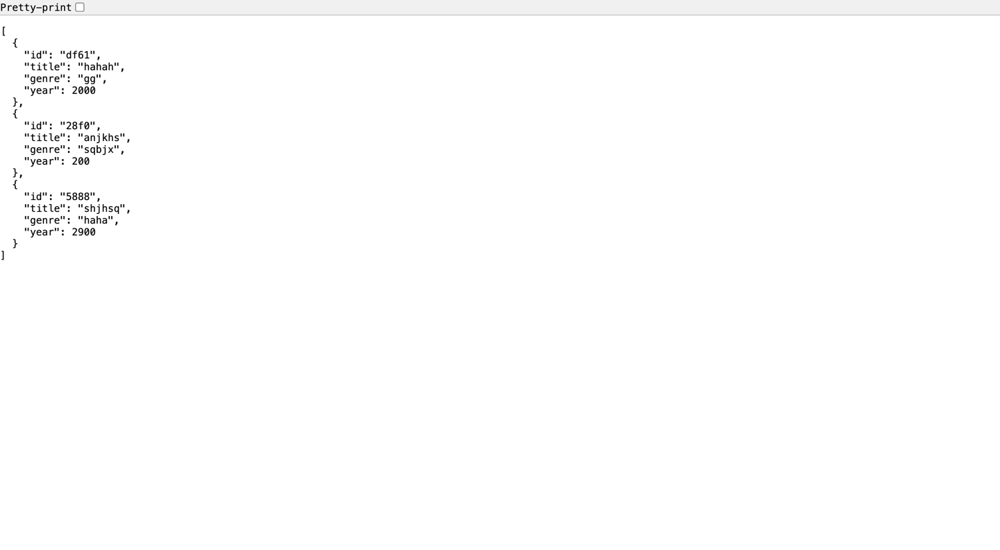 Pretty-print
[
  {
    "id": "df61",
    "title": "hahah",
    "genre": "gg",
    "year": 2000
  },
  {
    "id": "28f0",
    "title": "anjkhs",
    "genre": "sqbjx",
    "year": 200
  },
  {
    "id": "5888",
    "title": "shjhsq",
    "genre": "haha",
    "year": 2900
  }
]